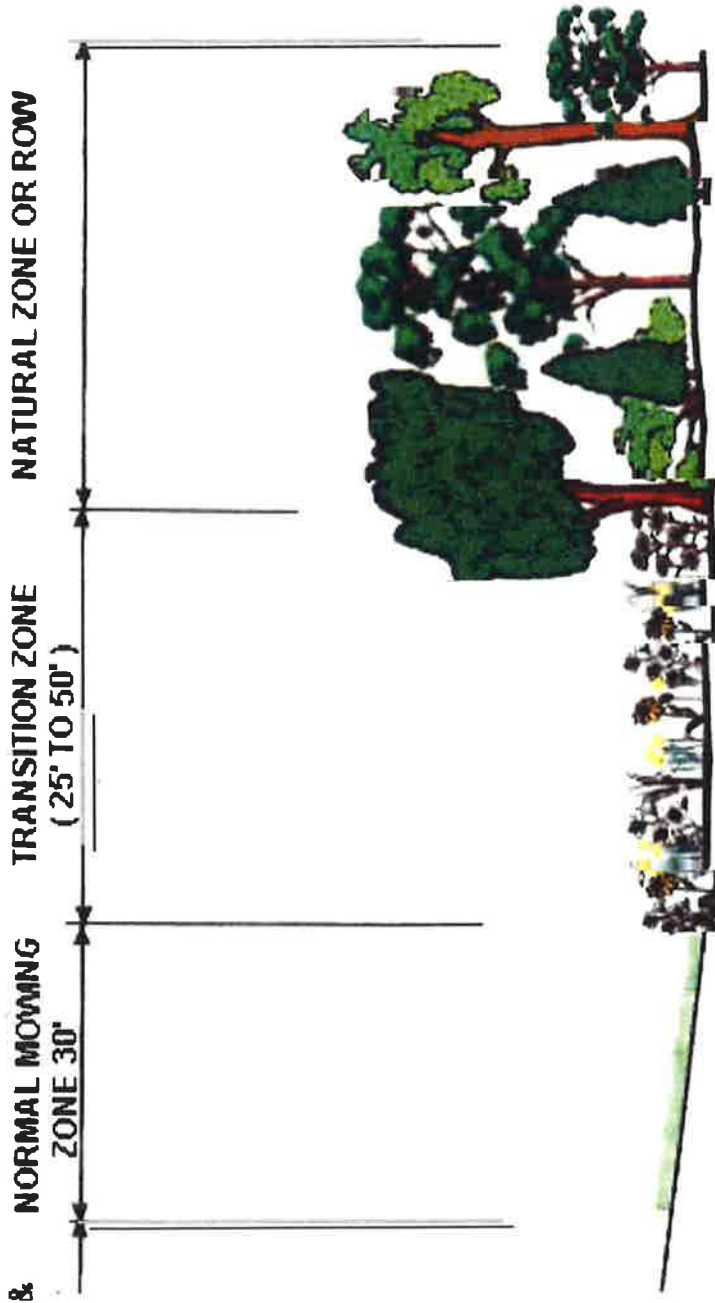 &
NORMAL MOWING
ZONE 30'
TRANSITION ZONE
( 25' TO 50' )
NATURAL ZONE OR ROW